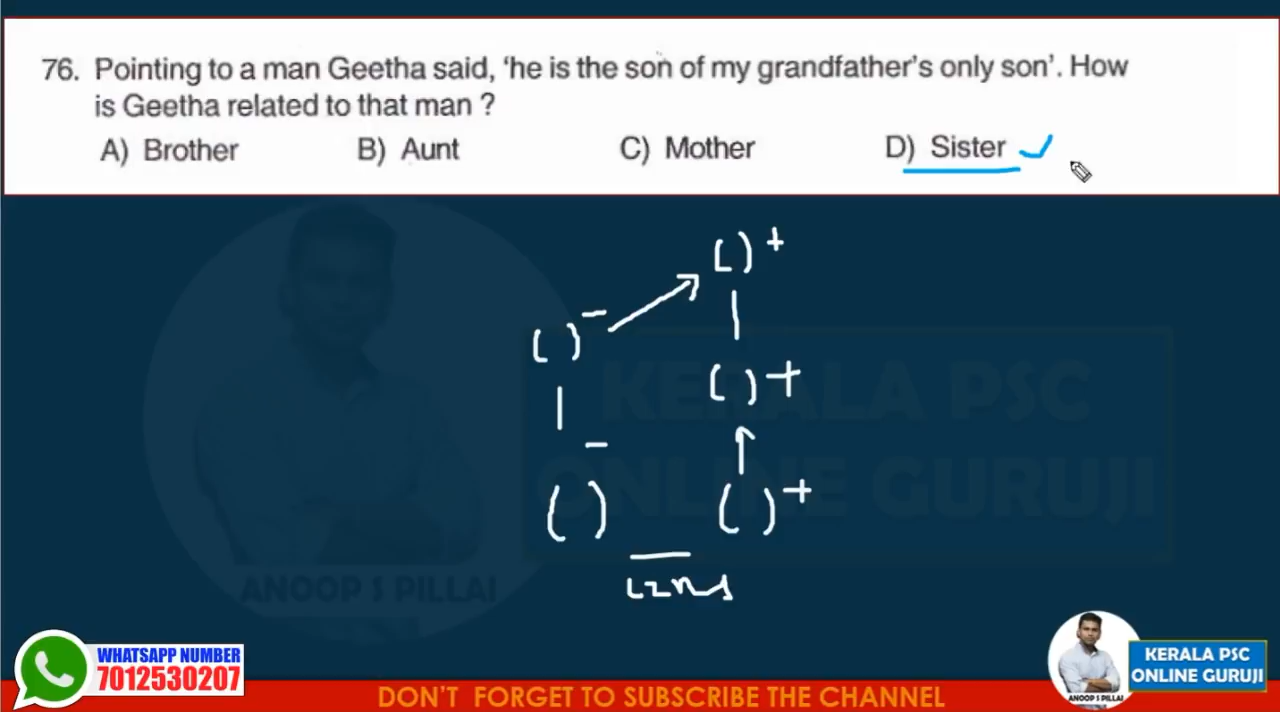 76. Pointing to a man Geetha said, 'he is the son of my grandfather's only son'. How
is Geetha related to that man ?
A) Brother B) Aunt C) Mother D) Sister
( )⁺
( )⁻
( )⁺
( )⁻ ( )⁺
KERALA PSC
ONLINE GURUJI
ANOOP S PILLAI
WHATSAPP NUMBER
7012530207
KERALA PSC
ONLINE GURUJI
ANOOP S PILLAI
DON'T FORGET TO SUBSCRIBE THE CHANNEL